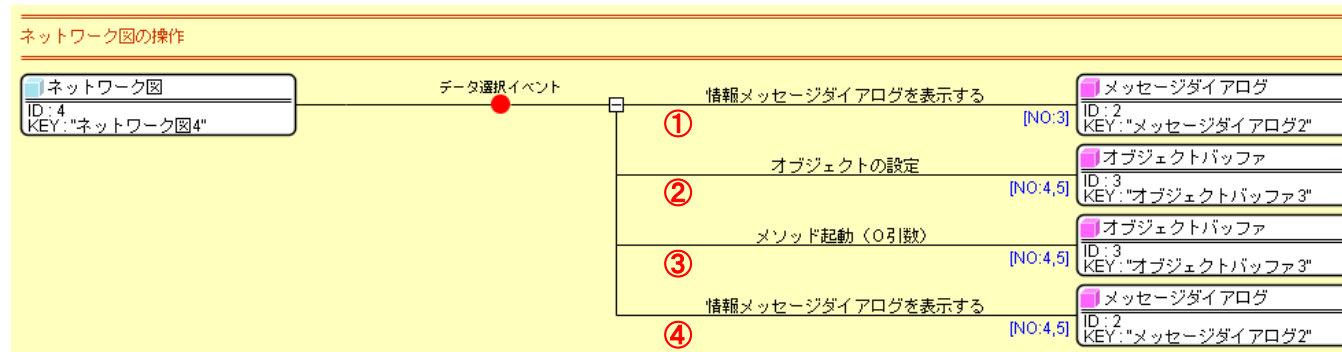 ネットワーク図の操作
ネットワーク図
ID : 4
KEY : "ネットワーク図4"
データ選択イベント
情報メッセージダイアログを表示する
①
[NO:3]
メッセージダイアログ
ID : 2
KEY : "メッセージダイアログ2"
オブジェクトの設定
②
[NO:4,5]
オブジェクトバッファ
ID : 3
KEY : "オブジェクトバッファ3"
メソッド起動(0引数)
③
[NO:4,5]
オブジェクトバッファ
ID : 3
KEY : "オブジェクトバッファ3"
情報メッセージダイアログを表示する
④
[NO:4,5]
メッセージダイアログ
ID : 2
KEY : "メッセージダイアログ2"